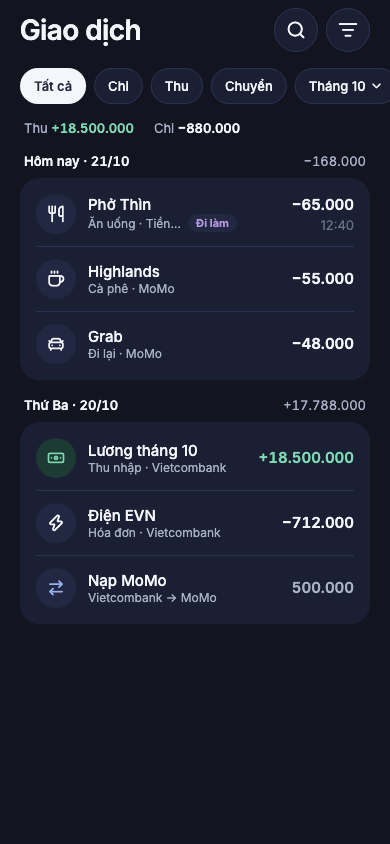 Giao dịch
Tất cả Chi Thu Chuyển Tháng 10
Thu +18.500.000 Chi −880.000
Hôm nay · 21/10 −168.000
Phở Thìn −65.000
Ăn uống · Tiền... Đi làm 12:40
Highlands −55.000
Cà phê · MoMo
Grab −48.000
Đi lại · MoMo
Thứ Ba · 20/10 +17.788.000
Lương tháng 10 +18.500.000
Thu nhập · Vietcombank
Điện EVN −712.000
Hóa đơn · Vietcombank
Nạp MoMo 500.000
Vietcombank → MoMo